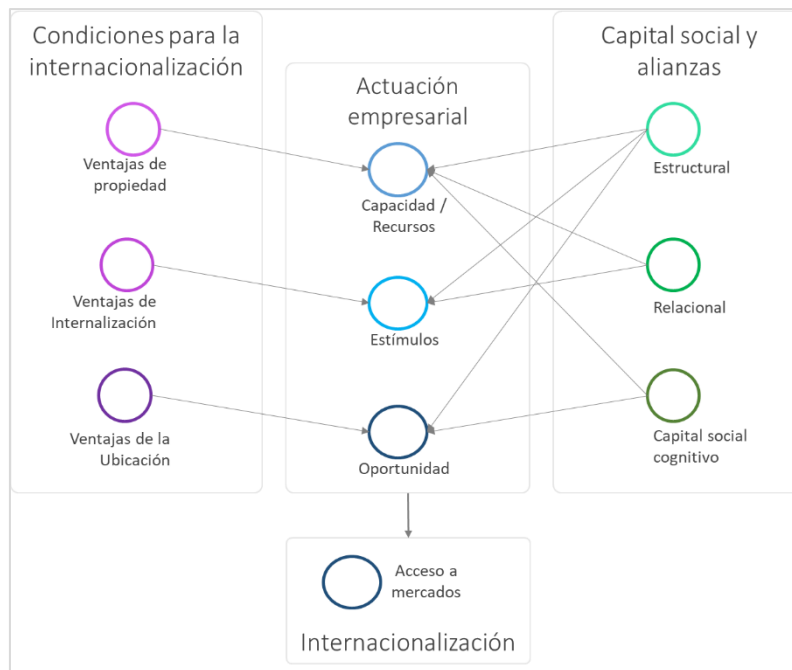 Condiciones para la
internacionalización
Ventajas de
propiedad
Ventajas de
Internalización
Ventajas de la
Ubicación
Actuación
empresarial
Capacidad /
Recursos
Estímulos
Oportunidad
Capital social y
alianzas
Estructural
Relacional
Capital social
cognitivo
Acceso a
mercados
Internacionalización